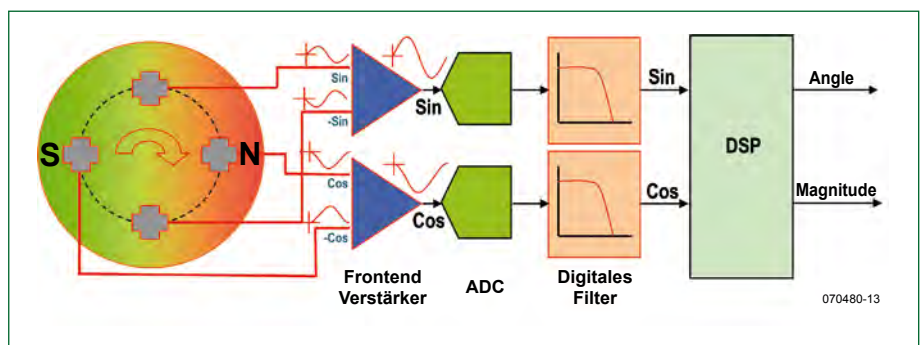 S
N
Sin
-Sin
Cos
-Cos
Sin
Cos
Frontend
Verstärker
ADC
Digitales
Filter
Sin
Cos
DSP
Angle
Magnitude
070480-13